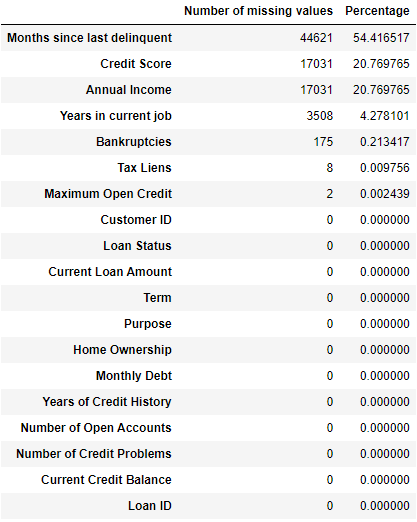 Number of missing values Percentage
Months since last delinquent 44621 54.416517
Credit Score 17031 20.769765
Annual Income 17031 20.769765
Years in current job 3508 4.278101
Bankruptcies 175 0.213417
Tax Liens 8 0.009756
Maximum Open Credit 2 0.002439
Customer ID 0 0.000000
Loan Status 0 0.000000
Current Loan Amount 0 0.000000
Term 0 0.000000
Purpose 0 0.000000
Home Ownership 0 0.000000
Monthly Debt 0 0.000000
Years of Credit History 0 0.000000
Number of Open Accounts 0 0.000000
Number of Credit Problems 0 0.000000
Current Credit Balance 0 0.000000
Loan ID 0 0.000000